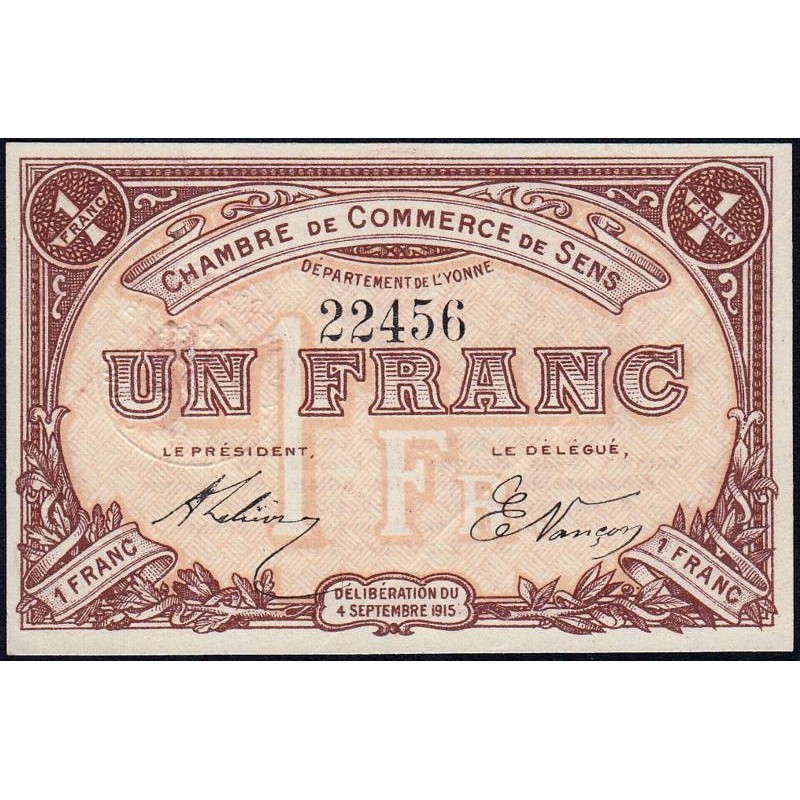 1
FRANC
1
FRANC
CHAMBRE DE COMMERCE DE SENS
DÉPARTEMENT DE L'YONNE
22456
UN FRANC
1 Fr
LE PRÉSIDENT, LE DÉLÉGUÉ,
E Vançon
1 FRANC
1 FRANC
DÉLIBÉRATION DU
4 SEPTEMBRE 1915